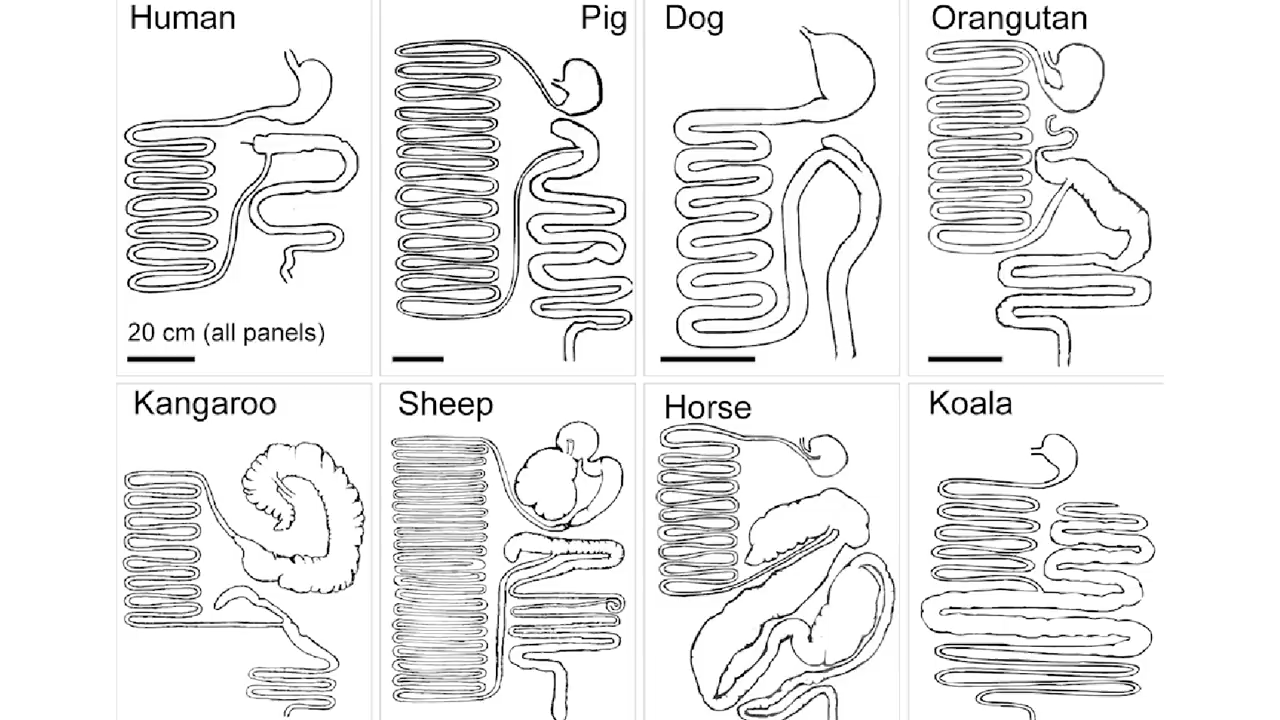 Human
Pig
Dog
Orangutan
20 cm (all panels)
Kangaroo
Sheep
Horse
Koala